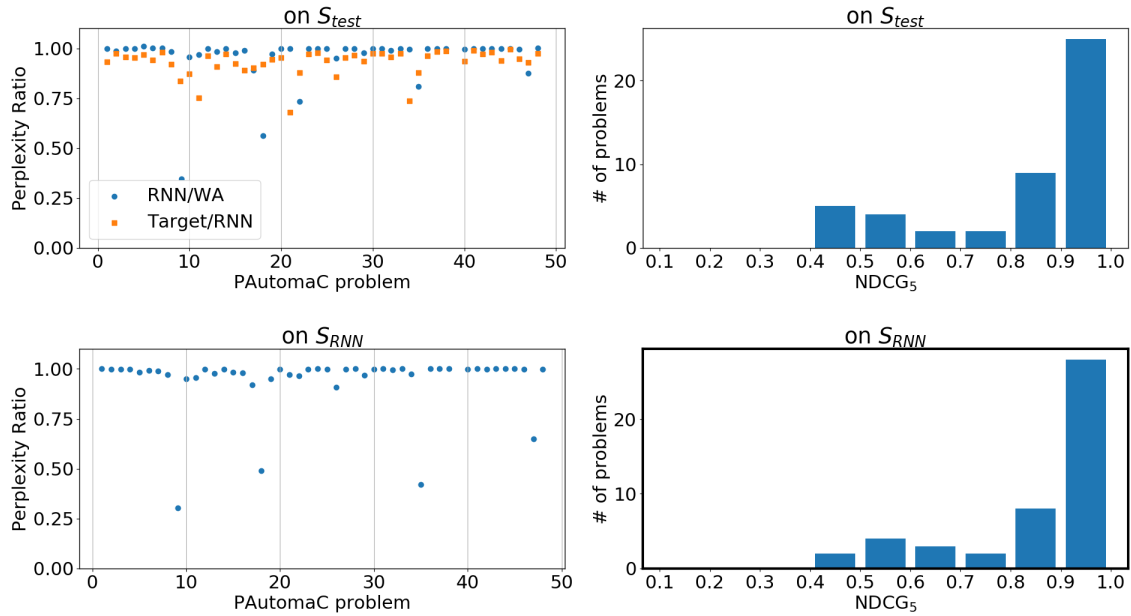 on S_test
1.00
0.75
0.50
0.25
0.00
Perplexity Ratio
RNN/WA
Target/RNN
0 10 20 30 40 50
PAutomaC problem
on S_test
20
10
0
# of problems
0.1 0.2 0.3 0.4 0.5 0.6 0.7 0.8 0.9 1.0
NDCG₅
on S_RNN
1.00
0.75
0.50
0.25
0.00
Perplexity Ratio
0 10 20 30 40 50
PAutomaC problem
on S_RNN
20
10
0
# of problems
0.1 0.2 0.3 0.4 0.5 0.6 0.7 0.8 0.9 1.0
NDCG₅